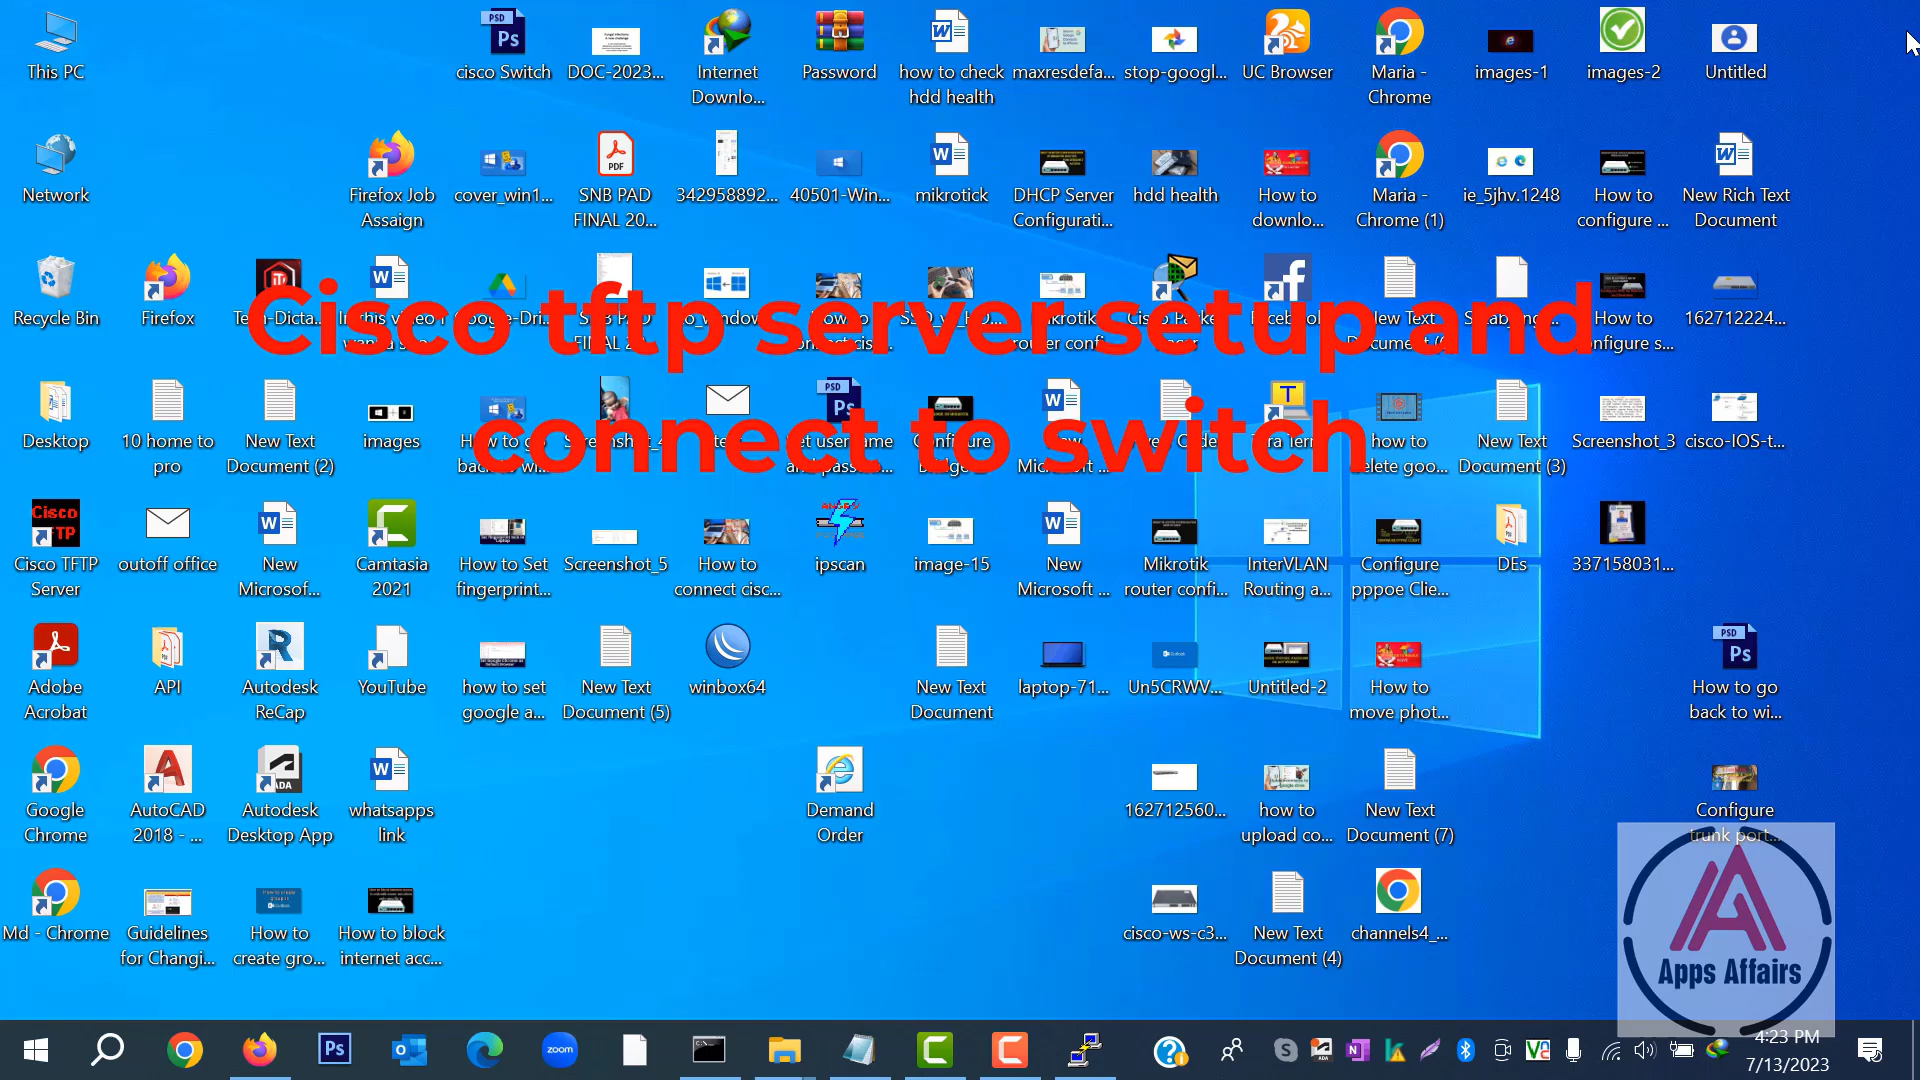 This PC
cisco Switch
DOC-2023...
Internet
Downlo...
Password
how to check
hdd health
maxresdefa...
stop-googl...
UC Browser
Maria -
Chrome
images-1
images-2
Untitled
Network
Firefox Job
Assaign
cover_win1...
SNB PAD
FINAL 20...
342958892...
40501-Win...
mikrotick
DHCP Server
Configurati...
hdd health
How to
downlo...
Maria -
Chrome (1)
ie_5jhv.1248
How to
configure ...
New Rich Text
Document
Recycle Bin
Firefox
How to
162712224...
Cisco tftp server setup and
connect to switch
Desktop
10 home to
pro
New Text
Document (2)
images
how to
delete goo...
New Text
Document (3)
Screenshot_3
cisco-IOS-t...
Cisco TFTP
Server
outoff office
New
Microsof...
Camtasia
2021
How to Set
fingerprint...
Screenshot_5
How to
connect cisc...
ipscan
image-15
New
Microsoft ...
Mikrotik
router confi...
InterVLAN
Routing a...
Configure
pppoe Clie...
DEs
337158031...
Adobe
Acrobat
API
Autodesk
ReCap
YouTube
how to set
google a...
New Text
Document (5)
winbox64
New Text
Document
laptop-71...
Un5CRWV...
Untitled-2
How to
move phot...
How to go
back to wi...
Google
Chrome
AutoCAD
2018 - ...
Autodesk
Desktop App
whatsapps
link
Demand
Order
162712560...
how to
upload co...
New Text
Document (7)
Configure
trunk port...
Md - Chrome
Guidelines
for Changi...
How to
create gro...
How to block
internet acc...
cisco-ws-c3...
New Text
Document (4)
channels4_...
Apps Affairs
4:23 PM
7/13/2023